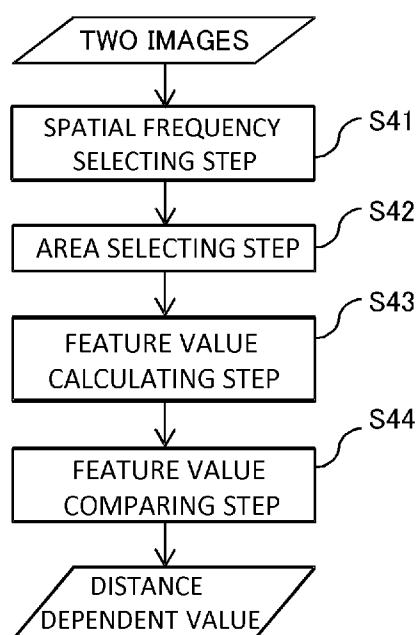 TWO IMAGES
SPATIAL FREQUENCY
SELECTING STEP
S41
AREA SELECTING STEP
S42
FEATURE VALUE
CALCULATING STEP
S43
FEATURE VALUE
COMPARING STEP
S44
DISTANCE
DEPENDENT VALUE